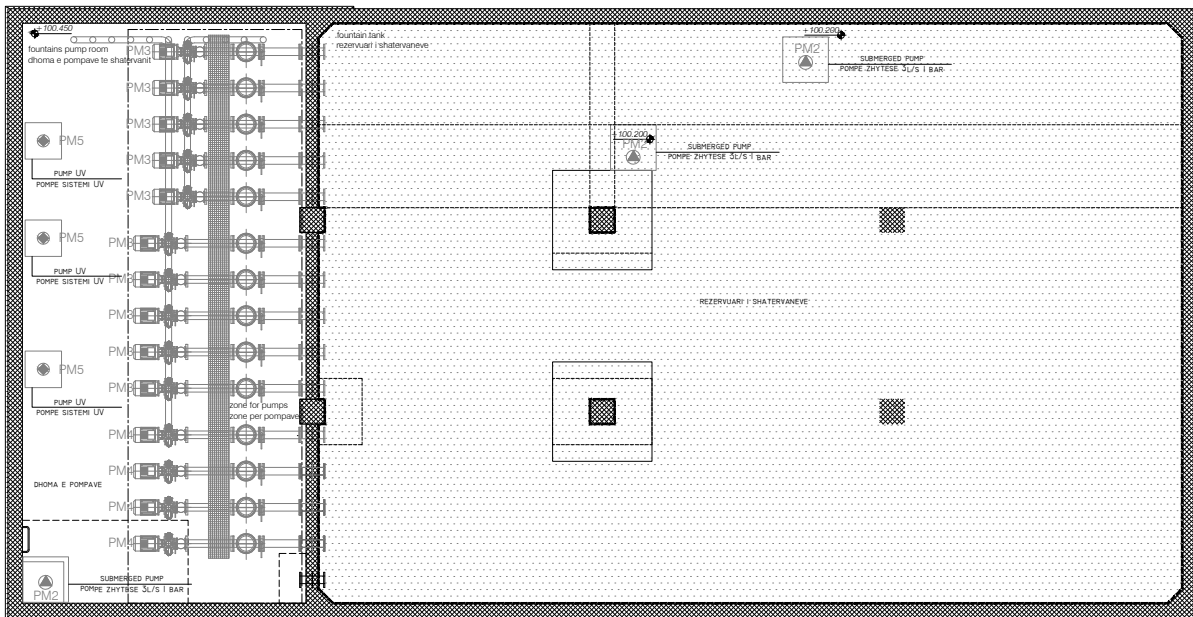 +100.450
fountains pump room
dhoma e pompave te shatervanit
PM3
fountain tank
rezervuari i shatervaneve
+100.200
PM2
SUBMERGED PUMP
POMPE ZHYTESE 3L/S 1 BAR
PM3
PM3
PM5
PUMP UV
POMPE SISTEMI UV
PM3
+100.200
PM2
SUBMERGED PUMP
POMPE ZHYTESE 3L/S 1 BAR
PM3
PM5
PM3
PUMP UV
POMPE SISTEMI UV
PM3
REZERVUARI I SHATERVANEVE
PM3
PM3
PM5
PM3
PUMP UV
POMPE SISTEMI UV
zone for pumps
zone per pompave
PM4
PM4
DHOMA E POMPAVE
PM4
PM4
SUBMERGED PUMP
POMPE ZHYTESE 3L/S 1 BAR
PM2